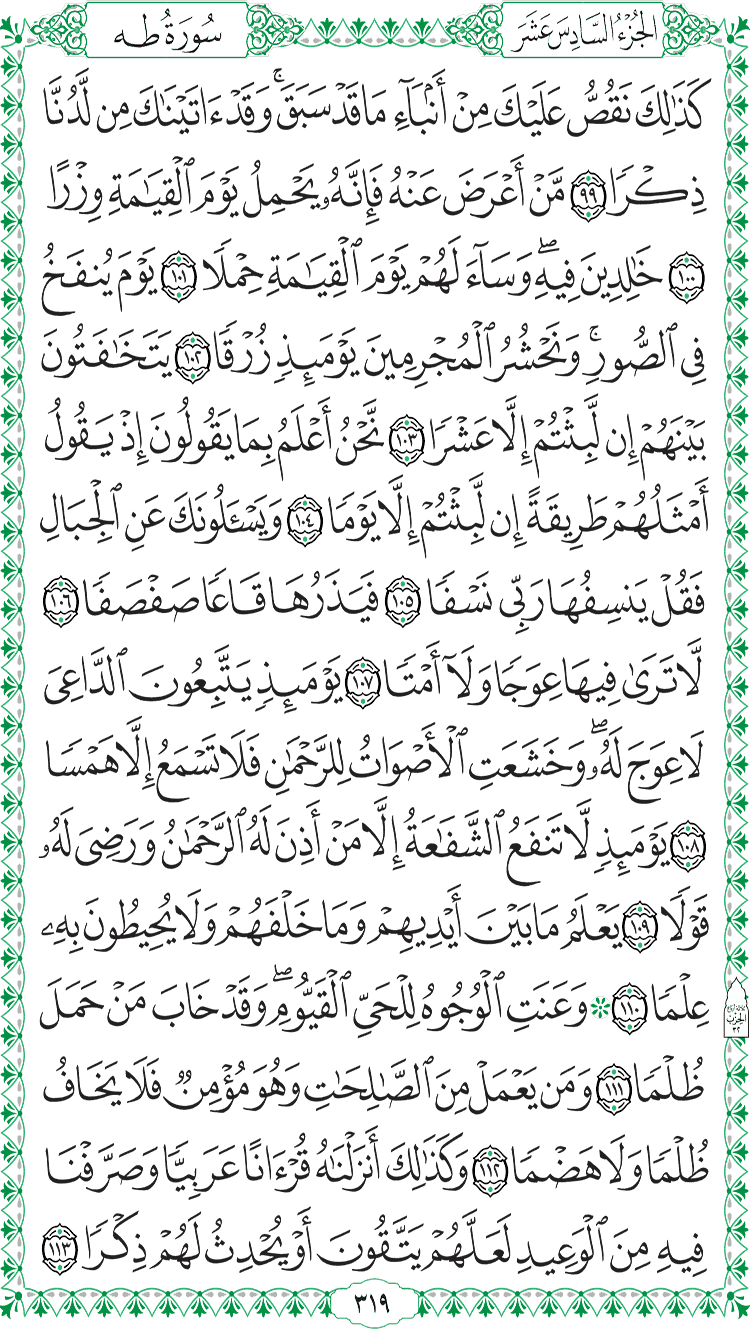 الجُزْءُ السَّادِسَ عَشَرَ
سُورَةُ طه
كَذَٰلِكَ نَقُصُّ عَلَيْكَ مِنْ أَنۢبَآءِ مَا قَدْ سَبَقَۚ وَقَدْ ءَاتَيْنَٰكَ مِن لَّدُنَّا
ذِكْرًا ٩٩ مَّنْ أَعْرَضَ عَنْهُ فَإِنَّهُۥ يَحْمِلُ يَوْمَ ٱلْقِيَٰمَةِ وِزْرًا
١٠٠ خَٰلِدِينَ فِيهِۖ وَسَآءَ لَهُمْ يَوْمَ ٱلْقِيَٰمَةِ حِمْلًا ١٠١ يَوْمَ يُنفَخُ
فِي ٱلصُّورِۚ وَنَحْشُرُ ٱلْمُجْرِمِينَ يَوْمَئِذٍ زُرْقًا ١٠٢ يَتَخَٰفَتُونَ
بَيْنَهُمْ إِن لَّبِثْتُمْ إِلَّا عَشْرًا ١٠٣ نَّحْنُ أَعْلَمُ بِمَا يَقُولُونَ إِذْ يَقُولُ
أَمْثَلُهُمْ طَرِيقَةً إِن لَّبِثْتُمْ إِلَّا يَوْمًا ١٠٤ وَيَسْـَٔلُونَكَ عَنِ ٱلْجِبَالِ
فَقُلْ يَنسِفُهَا رَبِّي نَسْفًا ١٠٥ فَيَذَرُهَا قَاعًا صَفْصَفًا ١٠٦
لَّا تَرَىٰ فِيهَا عِوَجًا وَلَآ أَمْتًا ١٠٧ يَوْمَئِذٍ يَتَّبِعُونَ ٱلدَّاعِيَ
لَا عِوَجَ لَهُۥۖ وَخَشَعَتِ ٱلْأَصْوَاتُ لِلرَّحْمَٰنِ فَلَا تَسْمَعُ إِلَّا هَمْسًا
١٠٨ يَوْمَئِذٍ لَّا تَنفَعُ ٱلشَّفَٰعَةُ إِلَّا مَنْ أَذِنَ لَهُ ٱلرَّحْمَٰنُ وَرَضِيَ لَهُۥ
قَوْلًا ١٠٩ يَعْلَمُ مَا بَيْنَ أَيْدِيهِمْ وَمَا خَلْفَهُمْ وَلَا يُحِيطُونَ بِهِۦ
عِلْمًا ١١٠ ۞ وَعَنَتِ ٱلْوُجُوهُ لِلْحَيِّ ٱلْقَيُّومِۖ وَقَدْ خَابَ مَنْ حَمَلَ
ظُلْمًا ١١١ وَمَن يَعْمَلْ مِنَ ٱلصَّٰلِحَٰتِ وَهُوَ مُؤْمِنٌ فَلَا يَخَافُ
ظُلْمًا وَلَا هَضْمًا ١١٢ وَكَذَٰلِكَ أَنزَلْنَٰهُ قُرْءَانًا عَرَبِيًّا وَصَرَّفْنَا
فِيهِ مِنَ ٱلْوَعِيدِ لَعَلَّهُمْ يَتَّقُونَ أَوْ يُحْدِثُ لَهُمْ ذِكْرًا ١١٣
الحزب
٣٢
٣١٩